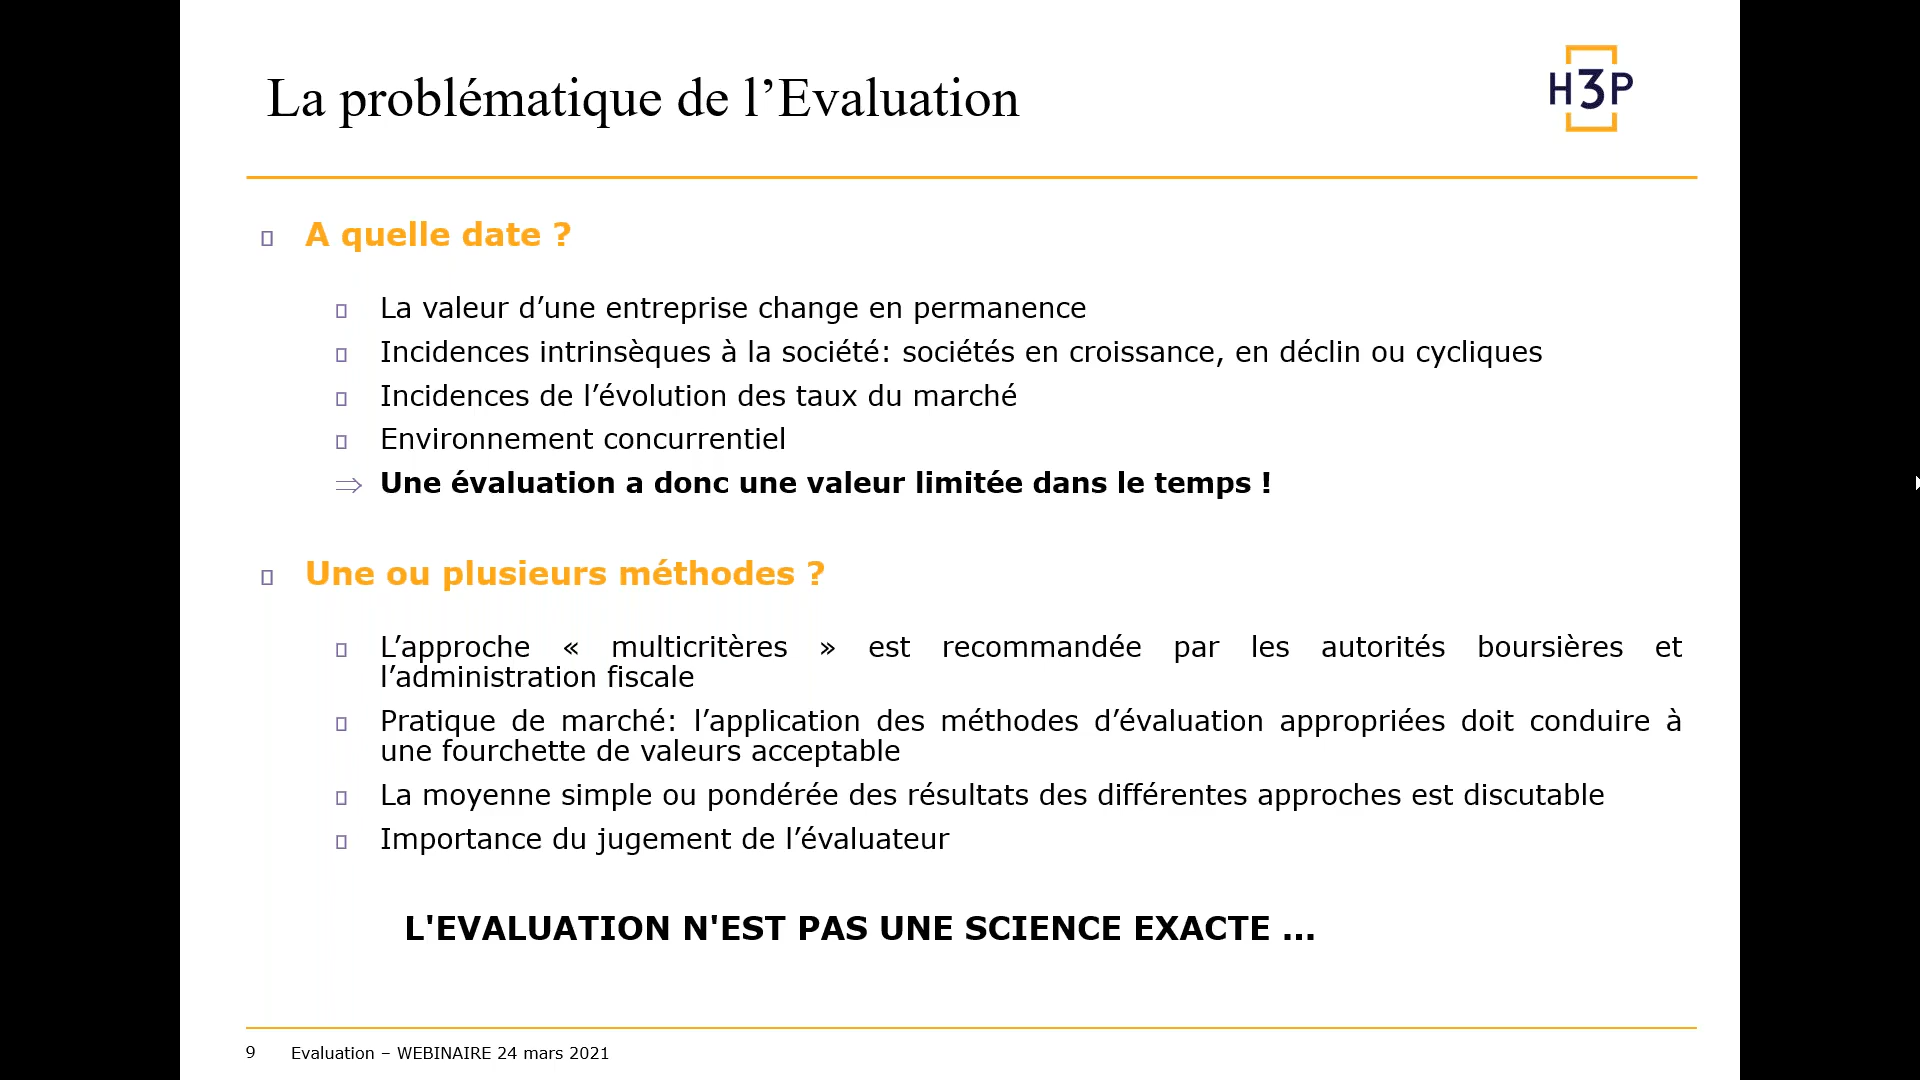 La problématique de l’Evaluation
H3P
A quelle date ?
La valeur d’une entreprise change en permanence
Incidences intrinsèques à la société: sociétés en croissance, en déclin ou cycliques
Incidences de l’évolution des taux du marché
Environnement concurrentiel
⇒ Une évaluation a donc une valeur limitée dans le temps !
Une ou plusieurs méthodes ?
L’approche « multicritères » est recommandée par les autorités boursières et
l’administration fiscale
Pratique de marché: l’application des méthodes d’évaluation appropriées doit conduire à
une fourchette de valeurs acceptable
La moyenne simple ou pondérée des résultats des différentes approches est discutable
Importance du jugement de l’évaluateur
L'EVALUATION N'EST PAS UNE SCIENCE EXACTE ...
9 Evaluation – WEBINAIRE 24 mars 2021